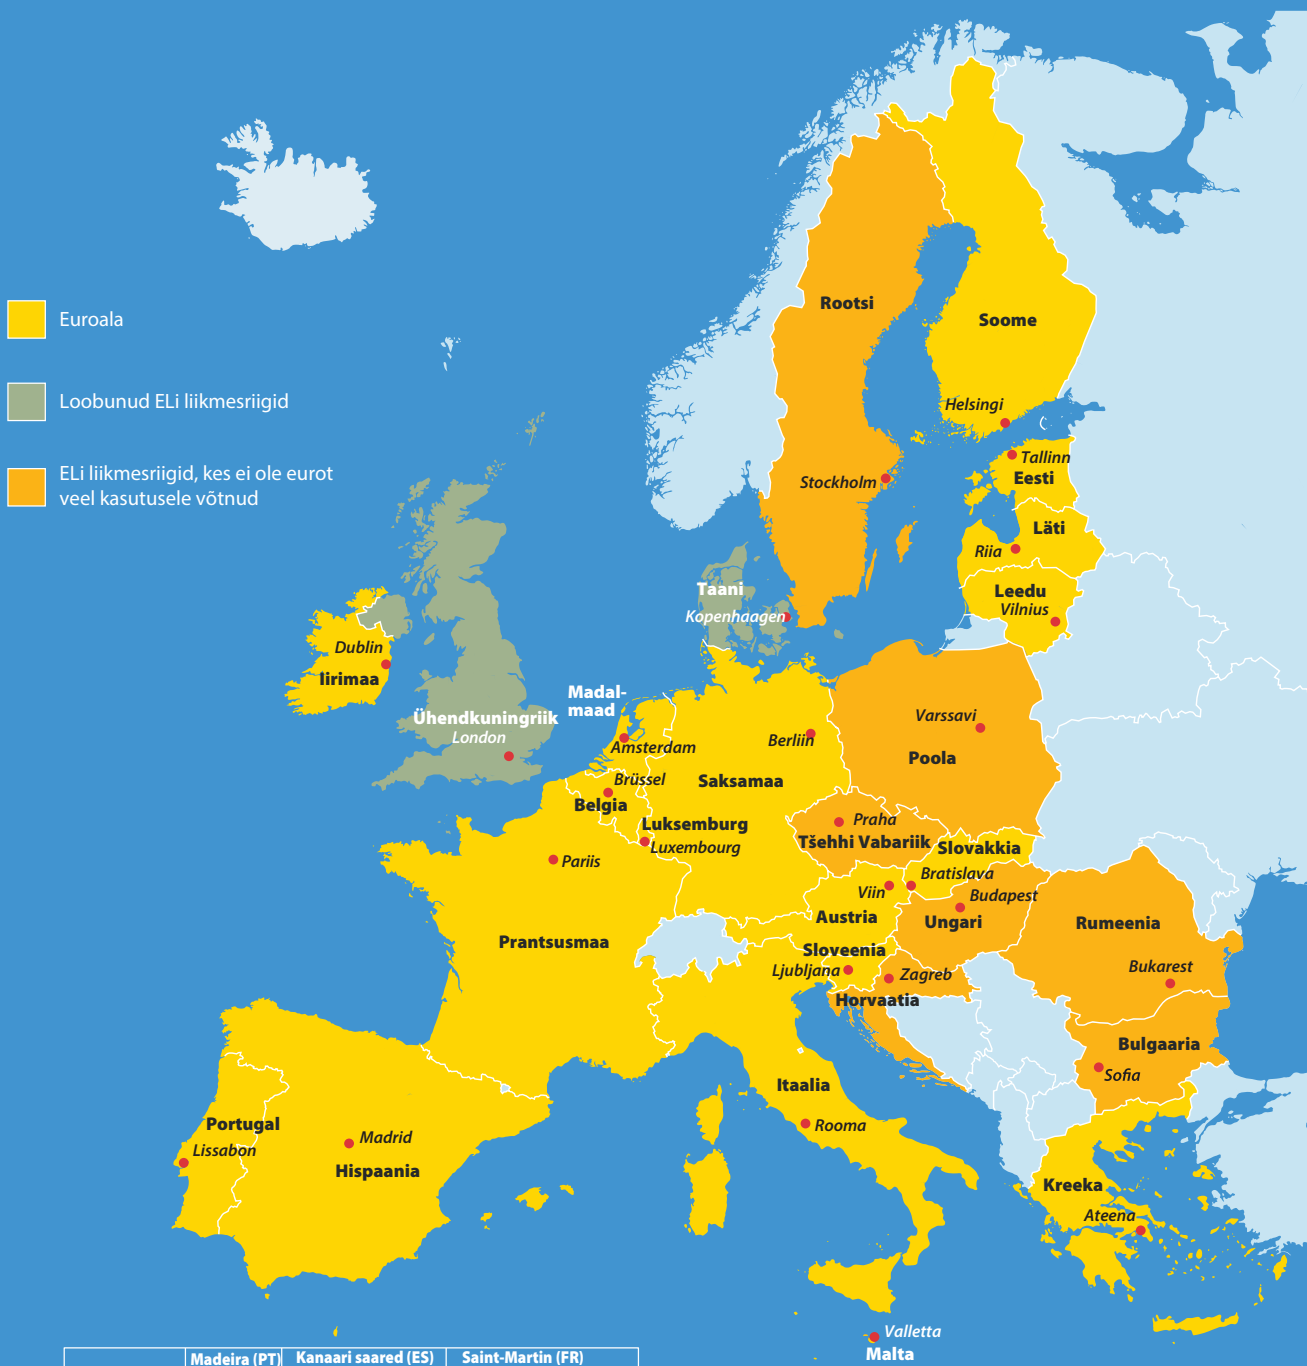 Euroala
Loobunud ELi liikmesriigid
ELi liikmesriigid, kes ei ole eurot
veel kasutusele võtnud
Rootsi
Soome
Helsingi
Tallinn
Eesti
Stockholm
Läti
Riia
Leedu
Vilnius
Taani
Kopenhaagen
Dublin
Iirimaa
Ühendkuningriik
London
Madal-
maad
Amsterdam
Berliin
Varssavi
Poola
Saksamaa
Brüssel
Belgia
Luksemburg
Luxembourg
Praha
Tšehhi Vabariik
Slovakkia
Bratislava
Pariis
Viin
Budapest
Austria
Ungari
Rumeenia
Prantsusmaa
Sloveenia
Ljubljana
Zagreb
Bukarest
Horvaatia
Bulgaaria
Sofia
Itaalia
Rooma
Portugal
Lissabon
Madrid
Hispaania
Kreeka
Ateena
Valletta
Malta
Madeira (PT)
Kanaari saared (ES)
Saint-Martin (FR)